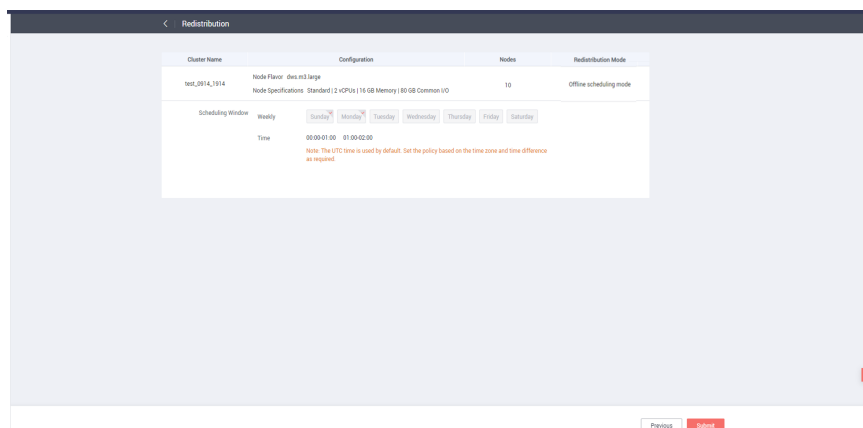 Redistribution
Cluster Name Configuration Nodes Redistribution Mode
test_0914_1914 Node Flavor dws.m3.large 10 Offline scheduling mode
Node Specifications Standard | 2 vCPUs | 16 GB Memory | 80 GB Common I/O
Scheduling Window Weekly Sunday Monday Tuesday Wednesday Thursday Friday Saturday
Time 00:00-01:00 01:00-02:00
Note: The UTC time is used by default. Set the policy based on the time zone and time difference
as required.
Previous Submit